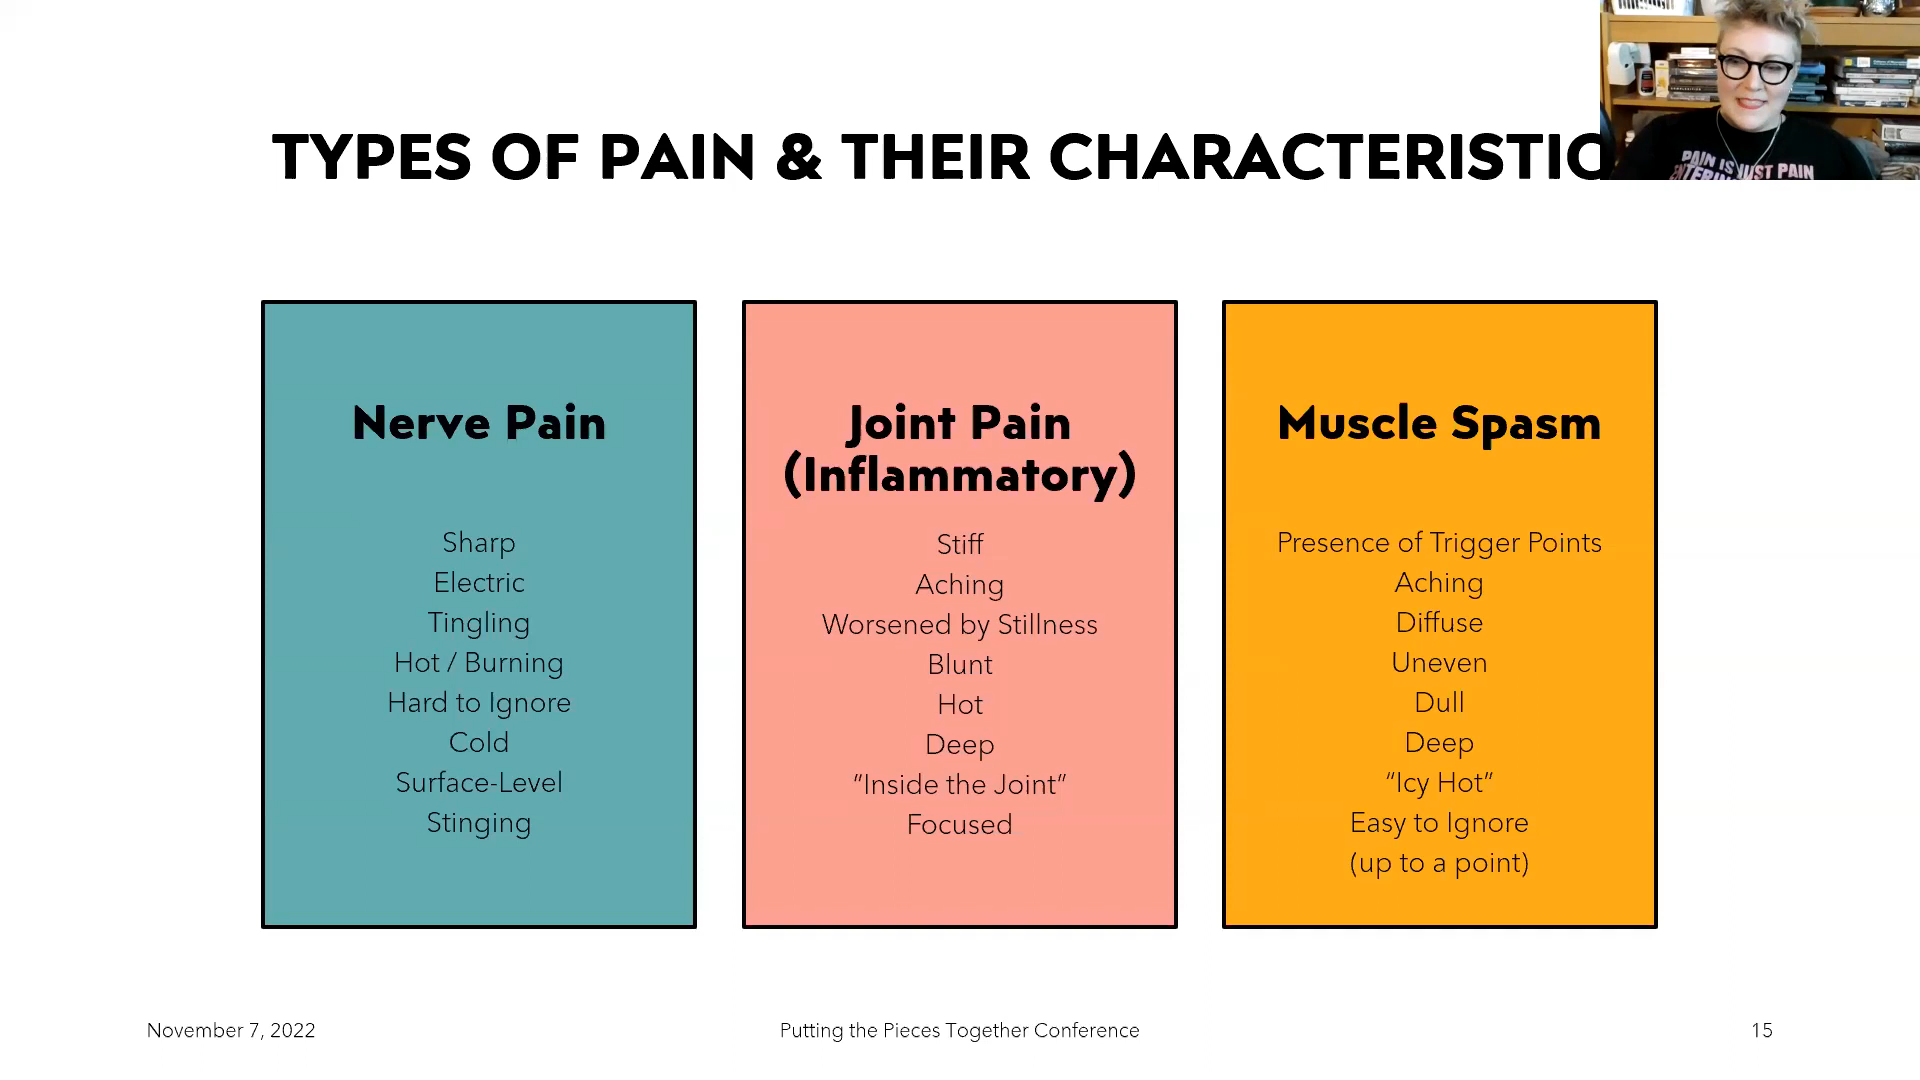 TYPES OF PAIN & THEIR CHARACTERISTIC
PAIN IS JUST PAIN
Nerve Pain
Sharp
Electric
Tingling
Hot / Burning
Hard to Ignore
Cold
Surface-Level
Stinging
Joint Pain
(Inflammatory)
Stiff
Aching
Worsened by Stillness
Blunt
Hot
Deep
“Inside the Joint”
Focused
Muscle Spasm
Presence of Trigger Points
Aching
Diffuse
Uneven
Dull
Deep
“Icy Hot”
Easy to Ignore
(up to a point)
November 7, 2022
Putting the Pieces Together Conference
15